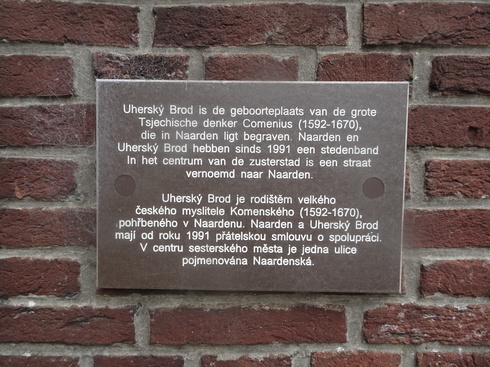 Uherský Brod is de geboorteplaats van de grote
Tsjechische denker Comenius (1592-1670),
die in Naarden ligt begraven. Naarden en
Uherský Brod hebben sinds 1991 een stedenband
In het centrum van de zusterstad is een straat
vernoemd naar Naarden.
Uherský Brod je rodištěm velkého
českého myslitele Komenského (1592-1670),
pohřbeného v Naardenu. Naarden a Uherský Brod
mají od roku 1991 přátelskou smlouvu o spolupráci.
V centru sesterského města je jedna ulice
pojmenována Naardenská.